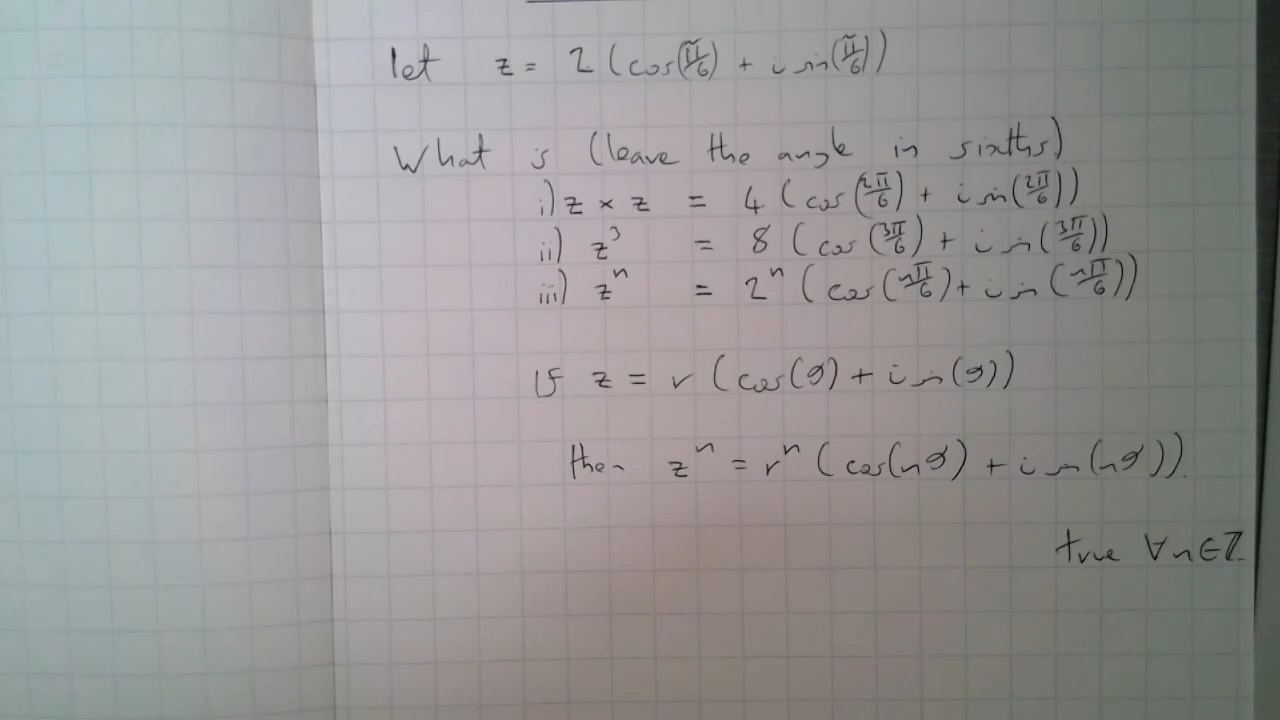 let z = 2 (cos(π/6) + i sin(π/6))
What is (leave the angle in sixths)
i) z × z = 4 (cos(2π/6) + i sin(2π/6))
ii) z³ = 8 (cos(3π/6) + i sin(3π/6))
iii) zⁿ = 2ⁿ (cos(nπ/6) + i sin(nπ/6))
If z = r (cos(θ) + i sin(θ))
then zⁿ = rⁿ (cos(nθ) + i sin(nθ)).
true ∀n∈ℤ